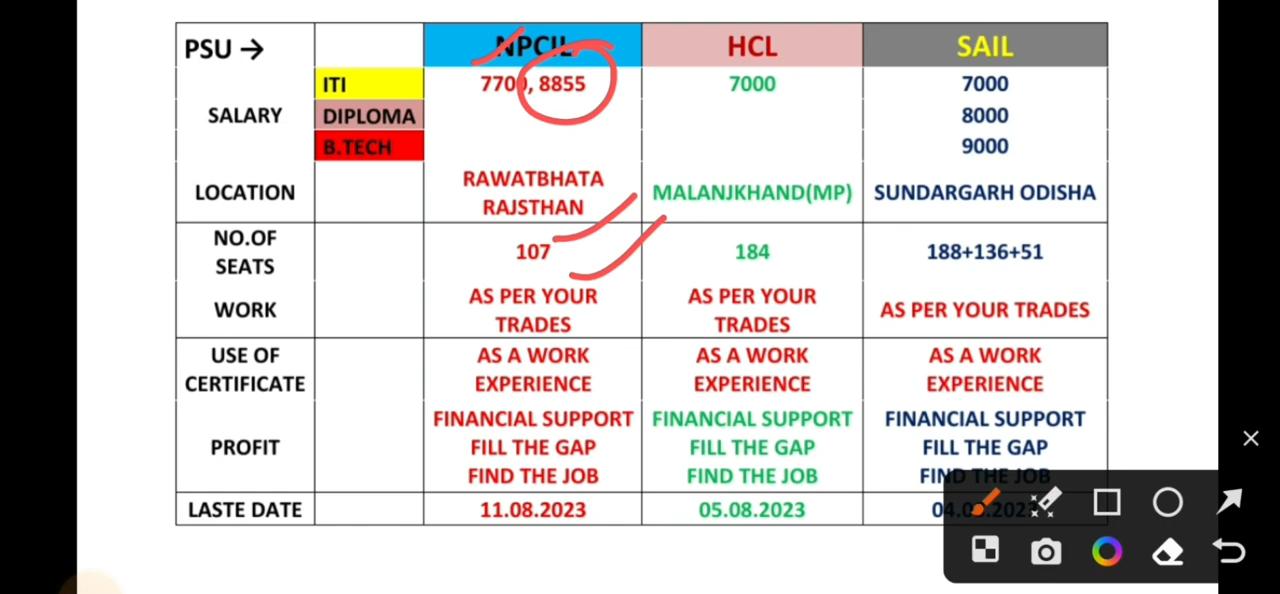 PSU → NPCIL HCL SAIL
ITI 7700, 8855 7000 7000
SALARY DIPOLMA 8000
B.TECH 9000
LOCATION RAWATBHATA RAJSTHAN MALANJKHAND(MP) SUNDARGARH ODISHA
NO.OF SEATS 107 184 188+136+51
WORK AS PER YOUR TRADES AS PER YOUR TRADES AS PER YOUR TRADES
USE OF CERTIFICATE AS A WORK EXPERIENCE AS A WORK EXPERIENCE AS A WORK EXPERIENCE
PROFIT FINANCIAL SUPPORT FILL THE GAP FIND THE JOB FINANCIAL SUPPORT FILL THE GAP FIND THE JOB FINANCIAL SUPPORT FILL THE GAP FIND THE JOB
LASTE DATE 11.08.2023 05.08.2023